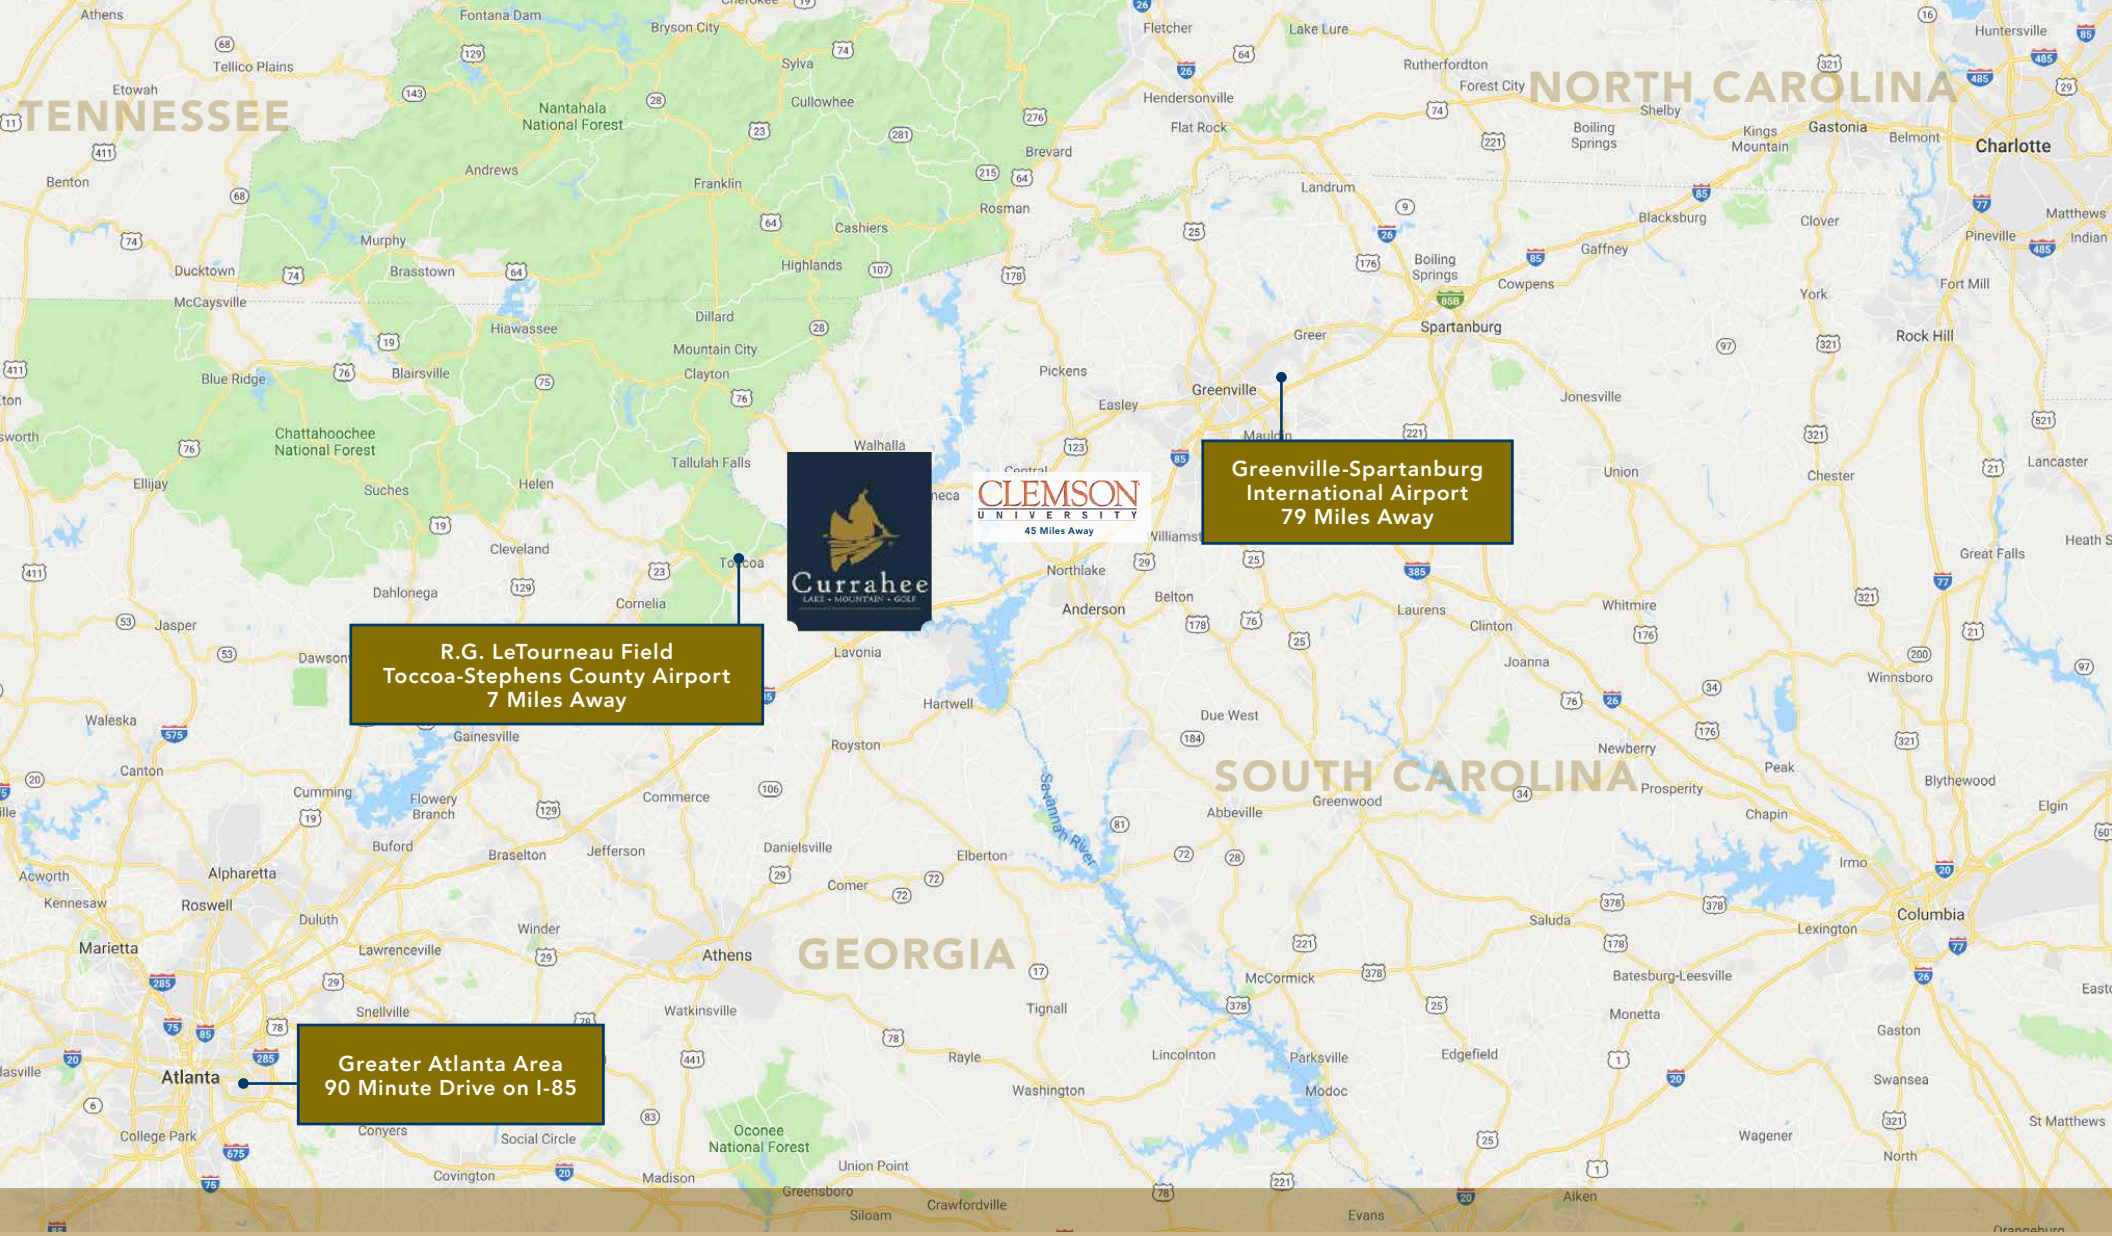 Athens
Fontana Dam
Bryson City
Fletcher
Lake Lure
Huntersville
Tellico Plains
Sylva
Rutherfordton
Etowah
Forest City
NORTH CAROLINA
TENNESSEE
Nantahala
National Forest
Cullowhee
Hendersonville
Shelby
Flat Rock
Boiling
Springs
Kings
Mountain
Gastonia
Belmont
Charlotte
Brevard
Benton
Andrews
Franklin
Landrum
Rosman
Blacksburg
Clover
Matthews
Murphy
Cashiers
Pineville
Indian
Gaffney
Ducktown
Brasstown
Highlands
Boiling
Springs
Cowpens
Fort Mill
McCaysville
York
Hiawassee
Dillard
Greer
Spartanburg
Rock Hill
Mountain City
Blue Ridge
Blairsville
Clayton
Pickens
Greenville
Easley
Jonesville
Chattahoochee
National Forest
Walhalla
Mauldin
Tallulah Falls
Central
Union
Chester
Lancaster
Ellijay
Suches
Helen
neca
CLEMSON
UNIVERSITY
45 Miles Away
Greenville-Spartanburg
International Airport
79 Miles Away
Williamst
Cleveland
Toccoa
Currahee
LAKE • MOUNTAIN • GOLF
Northlake
Great Falls
Heath S
Dahlonega
Cornelia
Anderson
Belton
Laurens
Whitmire
Jasper
Clinton
Dawson
R.G. LeTourneau Field
Toccoa-Stephens County Airport
7 Miles Away
Lavonia
Joanna
Winnsboro
Hartwell
Waleska
Due West
Gainesville
Royston
Newberry
Canton
SOUTH CAROLINA
Peak
Blythewood
Cumming
Flowery
Branch
Commerce
Savannah River
Greenwood
Prosperity
Abbeville
Chapin
Elgin
Buford
Braselton
Jefferson
Danielsville
Elberton
Irmo
Acworth
Alpharetta
Comer
Kennesaw
Roswell
Duluth
Winder
Saluda
Columbia
Lexington
Marietta
Lawrenceville
Athens
GEORGIA
McCormick
Batesburg-Leesville
Snellville
Watkinsville
Tignall
Monetta
Gaston
Greater Atlanta Area
90 Minute Drive on I-85
Atlanta
Rayle
Lincolnton
Parksville
Edgefield
Washington
Modoc
Swansea
College Park
Conyers
Social Circle
Oconee
National Forest
Wagener
St Matthews
North
Covington
Madison
Union Point
Greensboro
Crawfordville
Siloam
Evans
Aiken
Orangeburg